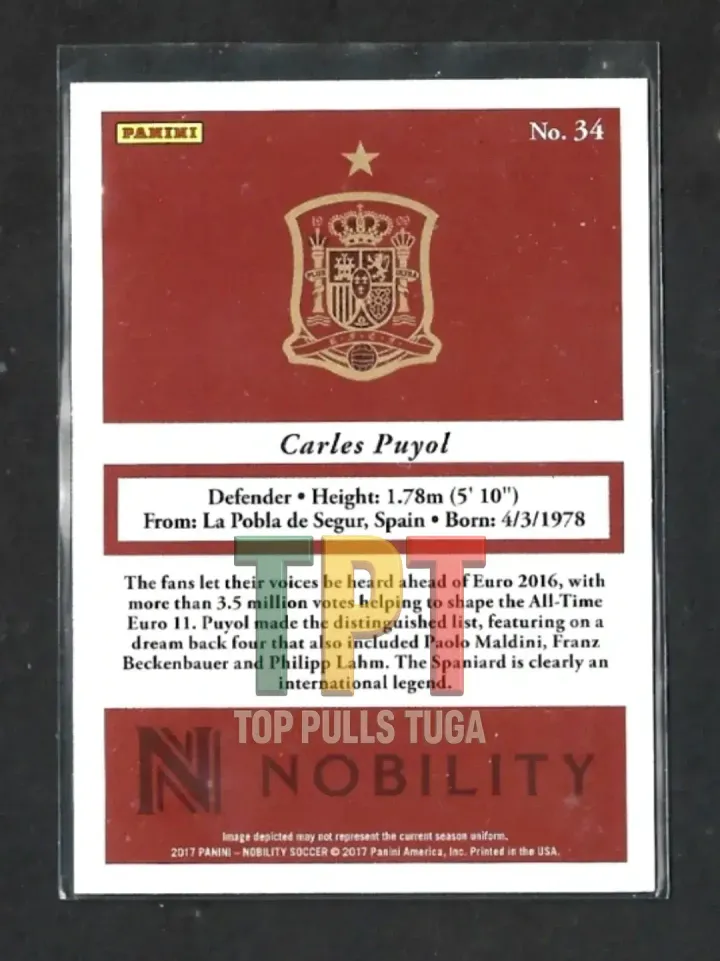 PANINI
No. 34
Carles Puyol
Defender • Height: 1.78m (5' 10")
From: La Pobla de Segur, Spain • Born: 4/3/1978
The fans let their voices be heard ahead of Euro 2016, with
more than 3.5 million votes helping to shape the All-Time
Euro 11. Puyol made the distinguished list, featuring on a
dream back four that also included Paolo Maldini, Franz
Beckenbauer and Philipp Lahm. The Spaniard is clearly an
international legend.
TPT
TOP PULLS TUGA
N NOBILITY
Image depicted may not represent the current season uniform.
2017 PANINI – NOBILITY SOCCER © 2017 Panini America, Inc. Printed in the USA.